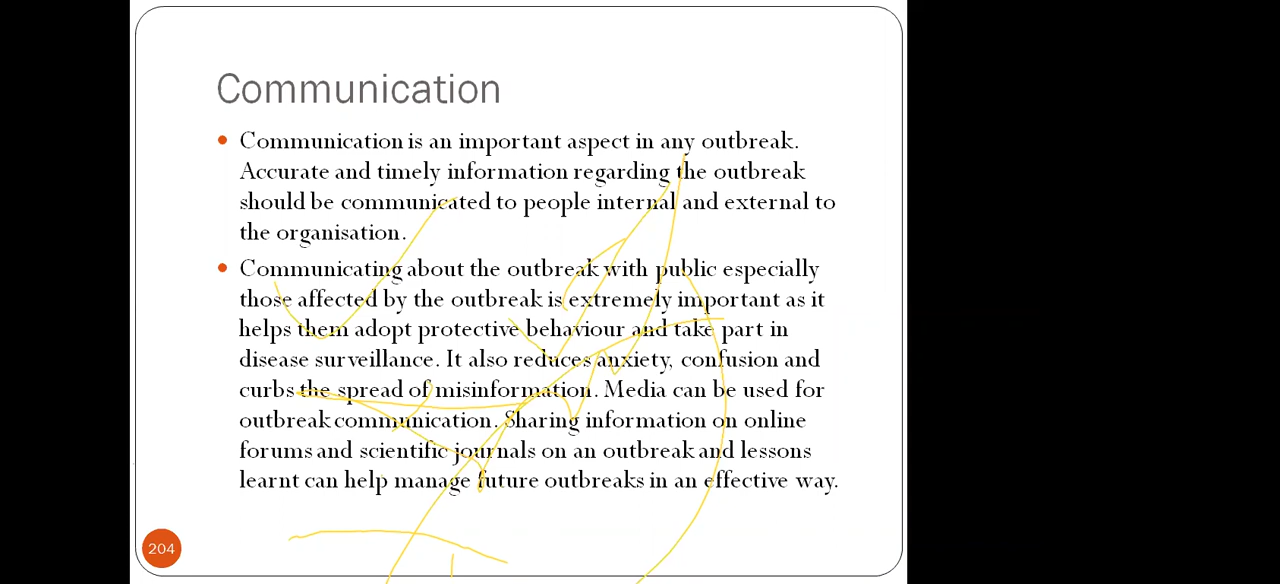 Communication
• Communication is an important aspect in any outbreak.
Accurate and timely information regarding the outbreak
should be communicated to people internal and external to
the organisation.
• Communicating about the outbreak with public especially
those affected by the outbreak is extremely important as it
helps them adopt protective behaviour and take part in
disease surveillance. It also reduces anxiety, confusion and
curbs the spread of misinformation. Media can be used for
outbreak communication. Sharing information on online
forums and scientific journals on an outbreak and lessons
learnt can help manage future outbreaks in an effective way.
204